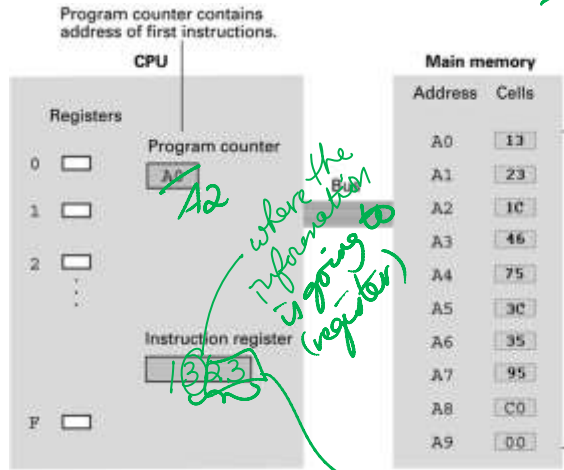 Program counter contains
address of first instructions.
CPU
Main memory
Address Cells
Registers
Program counter
A0
A2
Bus
0
1
2
F
where the
information
is going to
(register)
Instruction register
1323
A0 13
A1 23
A2 1C
A3 46
A4 75
A5 3C
A6 35
A7 95
A8 C0
A9 00